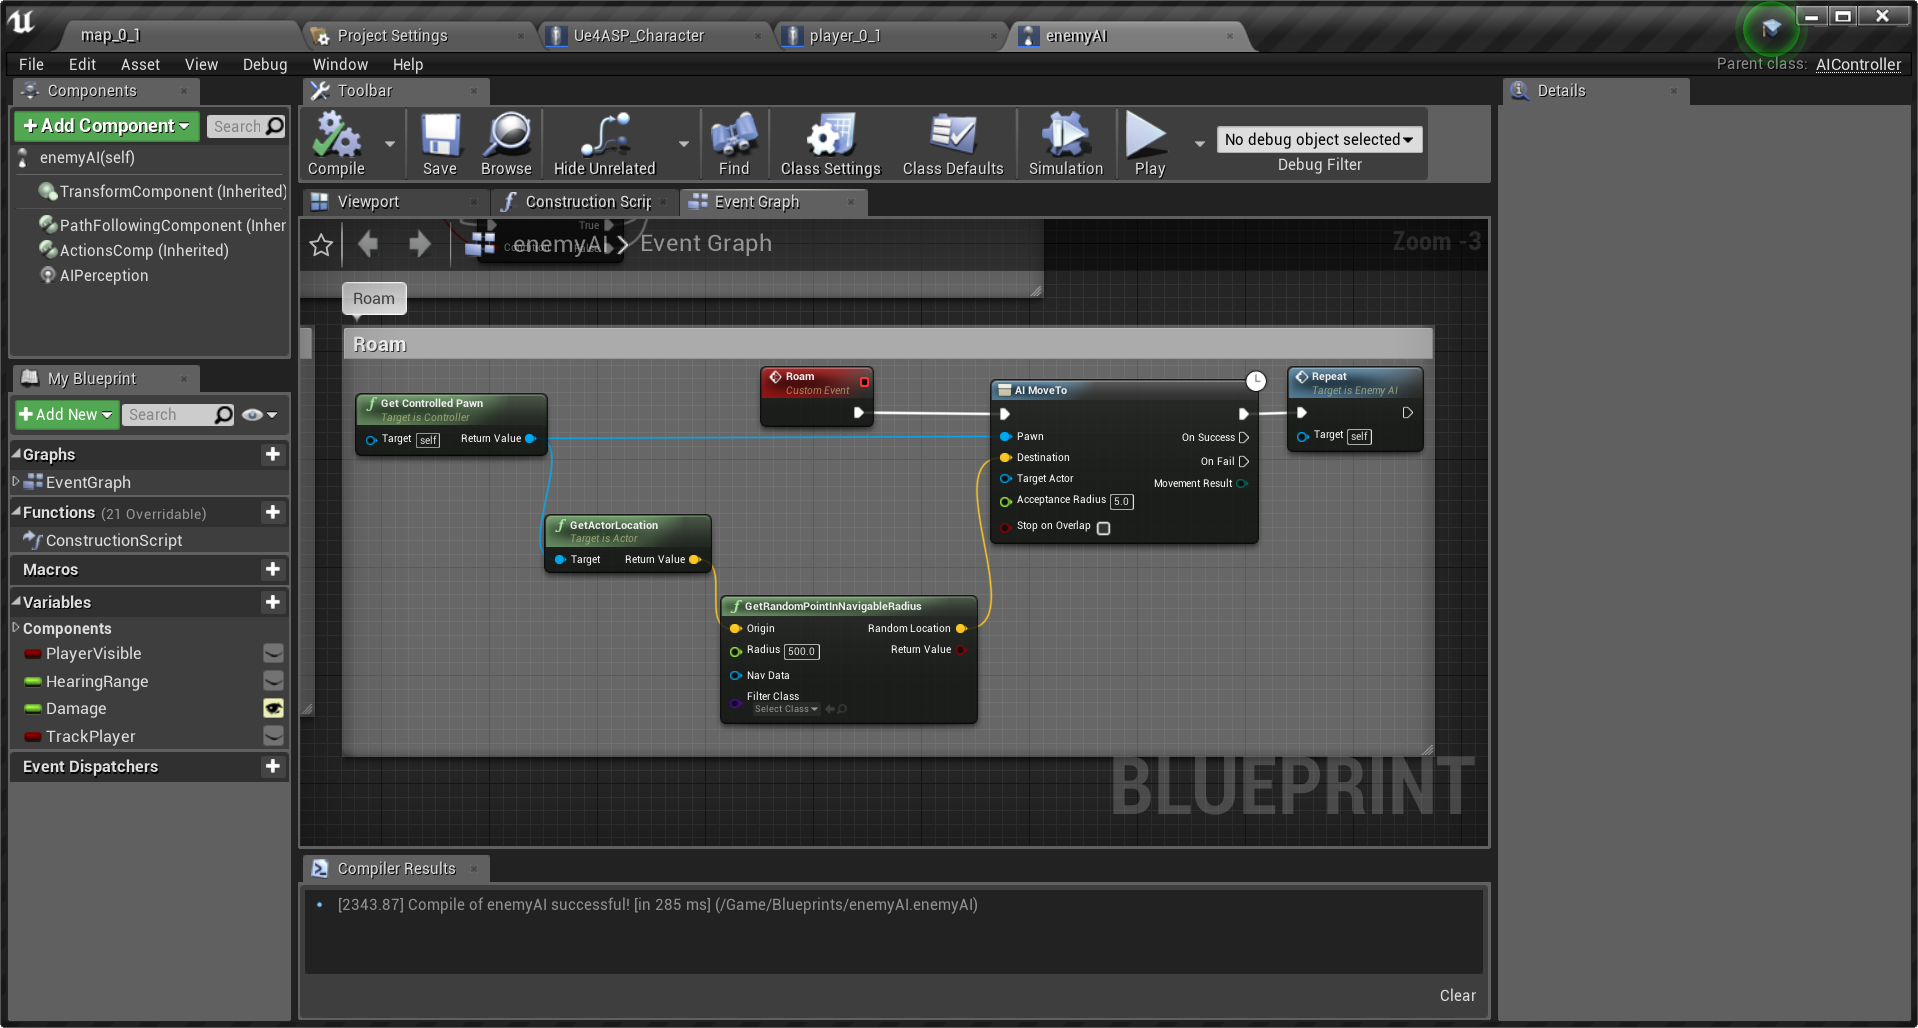 map_0_1
Project Settings
Ue4ASP_Character
player_0_1
enemyAI
File Edit Asset View Debug Window Help
Parent class: AIController
Components
Toolbar
Details
+ Add Component
Search
enemyAI(self)
TransformComponent (Inherited)
PathFollowingComponent (Inher
ActionsComp (Inherited)
AIPerception
Compile
Save
Browse
Hide Unrelated
Find
Class Settings
Class Defaults
Simulation
Play
No debug object selected
Debug Filter
Viewport
Construction Scrip
Event Graph
True
enemyAI > Event Graph
Zoom -3
My Blueprint
+ Add New
Search
Graphs
EventGraph
Functions (21 Overridable)
ConstructionScript
Macros
Variables
Components
PlayerVisible
HearingRange
Damage
TrackPlayer
Event Dispatchers
Roam
Roam
Get Controlled Pawn
Target is Controller
Target self Return Value
Roam
Custom Event
AI MoveTo
Pawn
On Success
Destination
On Fail
Target Actor
Movement Result
Acceptance Radius 5.0
Stop on Overlap
Repeat
Target is Enemy AI
Target self
GetActorLocation
Target is Actor
Target Return Value
GetRandomPointInNavigableRadius
Origin Random Location
Radius 500.0 Return Value
Nav Data
Filter Class
Select Class
BLUEPRINT
Compiler Results
[2343.87] Compile of enemyAI successful! [in 285 ms] (/Game/Blueprints/enemyAI.enemyAI)
Clear